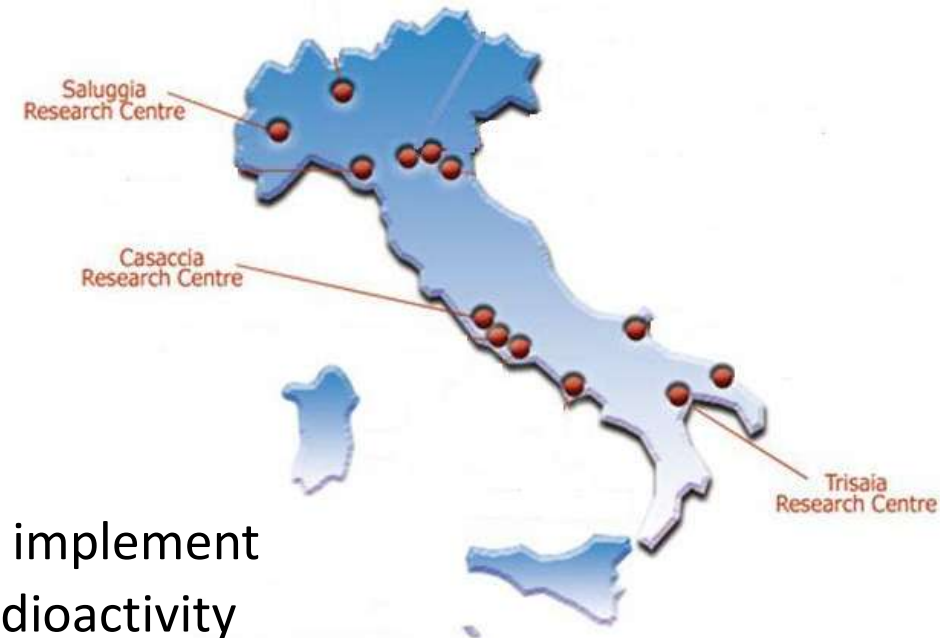 Saluggia
Research Centre
Casaccia
Research Centre
Trisaia
Research Centre
implement
dioactivity